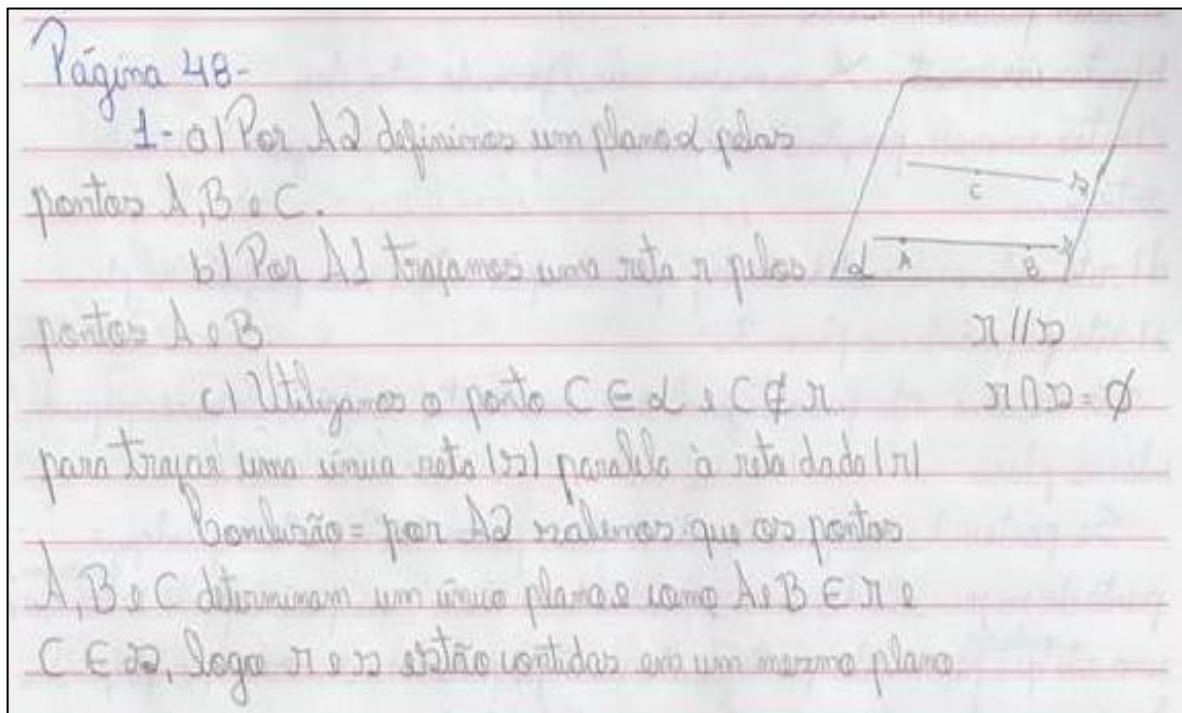 Página 48-
1- a) Por A2 definimos um plano α pelos
pontos A, B e C.
b) Por A1 traçamos uma reta r pelos
pontos A e B
c) Utilizamos o ponto C ∈ α e C ∉ r
para traçar uma única reta (s) paralela à reta dada (r)
Conclusão = por A2 sabemos que os pontos
A, B e C determinam um único plano e como A e B ∈ r e
C ∈ s, logo r e s estão contidas em um mesmo plano
C s
α A B r
r // s
r ∩ s = ∅